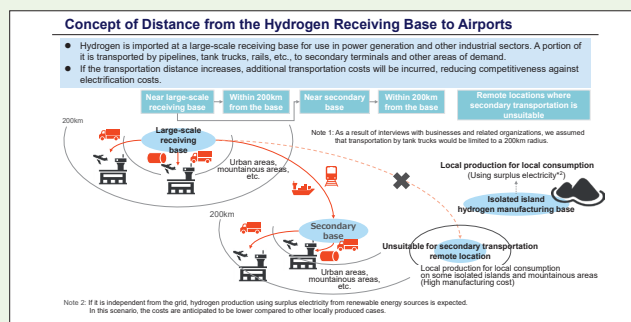 Concept of Distance from the Hydrogen Receiving Base to Airports
● Hydrogen is imported at a large-scale receiving base for use in power generation and other industrial sectors. A portion of
it is transported by pipelines, tank trucks, rails, etc., to secondary terminals and other areas of demand.
● If the transportation distance increases, additional transportation costs will be incurred, reducing competitiveness against
electrification costs.
Near large-scale
receiving base
Within 200km
from the base
Near secondary
base
Within 200km
from the base
Remote locations where
secondary transportation is
unsuitable
200km
Large-scale
receiving
base
Note 1: As a result of interviews with businesses and related organizations, we assumed
that transportation by tank trucks would be limited to a 200km radius.
Urban areas,
mountainous areas,
etc.
Local production for local consumption
(Using surplus electricity*2)
Isolated island
hydrogen manufacturing base
200km
Secondary
base
Unsuitable for secondary transportation
remote location
Urban areas,
mountainous areas,
etc.
Local production for local consumption
on some isolated islands and mountainous areas
(High manufacturing cost)
Note 2: If it is independent from the grid, hydrogen production using surplus electricity from renewable energy sources is expected.
In this scenario, the costs are anticipated to be lower compared to other locally produced cases.